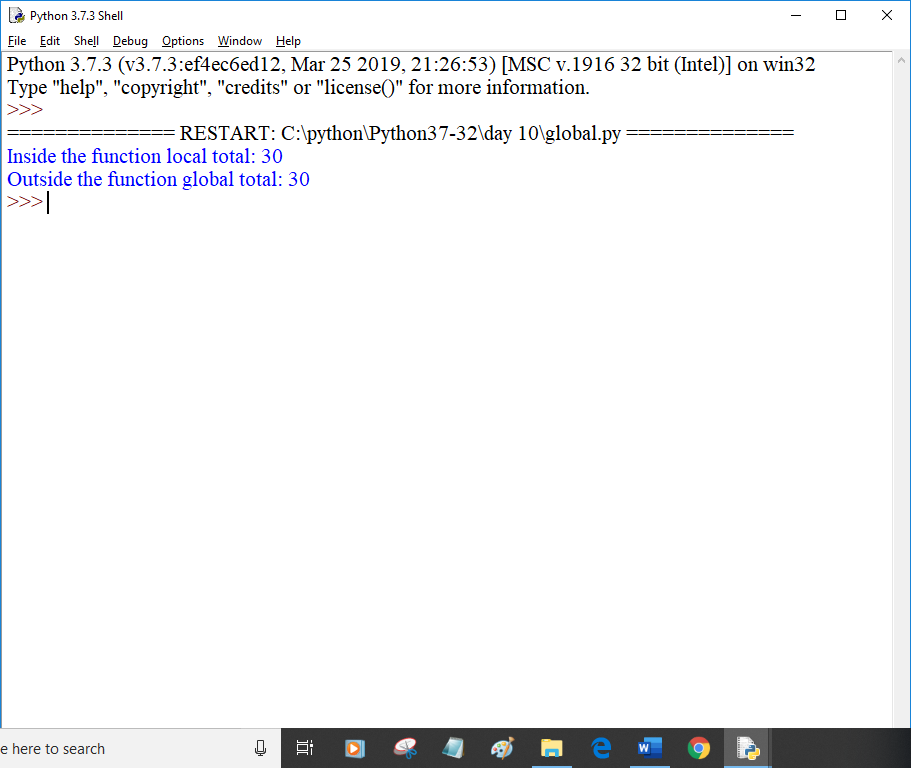 Python 3.7.3 Shell
File Edit Shell Debug Options Window Help
Python 3.7.3 (v3.7.3:ef4ec6ed12, Mar 25 2019, 21:26:53) [MSC v.1916 32 bit (Intel)] on win32
Type "help", "copyright", "credits" or "license()" for more information.
>>>
============== RESTART: C:\python\Python37-32\day 10\global.py ==============
Inside the function local total: 30
Outside the function global total: 30
>>>
e here to search